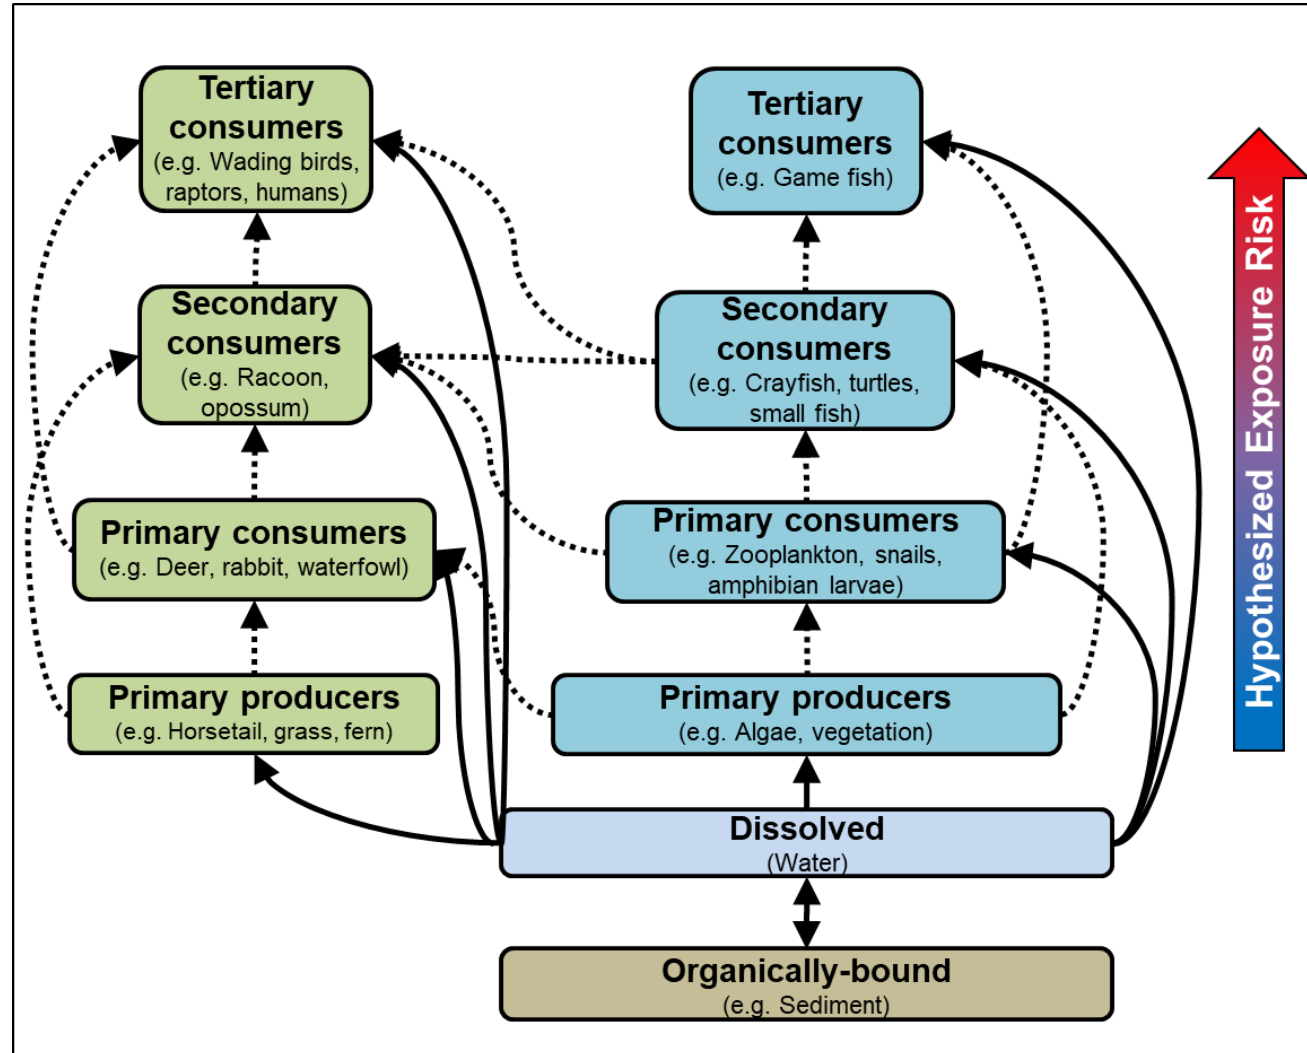 Tertiary
consumers
(e.g. Wading birds,
raptors, humans)
Tertiary
consumers
(e.g. Game fish)
Secondary
consumers
(e.g. Racoon,
opossum)
Secondary
consumers
(e.g. Crayfish, turtles,
small fish)
Primary consumers
(e.g. Deer, rabbit, waterfowl)
Primary consumers
(e.g. Zooplankton, snails,
amphibian larvae)
Primary producers
(e.g. Horsetail, grass, fern)
Primary producers
(e.g. Algae, vegetation)
Dissolved
(Water)
Organically-bound
(e.g. Sediment)
Hypothesized Exposure Risk